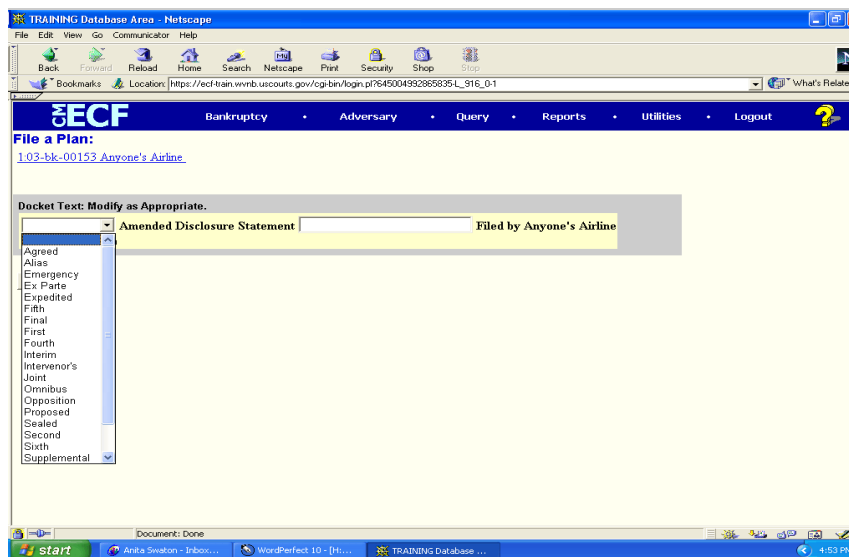 TRAINING Database Area - Netscape
File Edit View Go Communicator Help
Back Forward Reload Home Search Netscape Print Security Shop Stop
Bookmarks Location: https://ecf-train.wvnb.uscourts.gov/cgi-bin/login.pl?645004992865835-L_916_0-1 What's Relate
CM ECF Bankruptcy • Adversary • Query • Reports • Utilities • Logout ?
File a Plan:
1:03-bk-00153 Anyone's Airline
Docket Text: Modify as Appropriate.
Amended Disclosure Statement Filed by Anyone's Airline
Agreed
Alias
Emergency
Ex Parte
Expedited
Fifth
Final
First
Fourth
Interim
Intervenor's
Joint
Omnibus
Opposition
Proposed
Sealed
Second
Sixth
Supplemental
Document: Done
start Anita Swaton - Inbox... WordPerfect 10 - [H:... TRAINING Database ... 4:53 PM